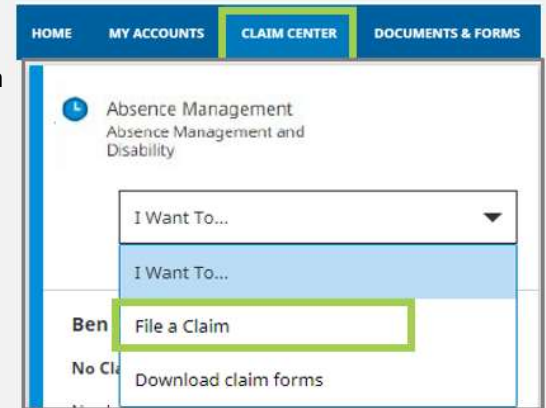 HOME MY ACCOUNTS CLAIM CENTER DOCUMENTS & FORMS
Absence Management
Absence Management and
Disability
I Want To...
I Want To...
Ben File a Claim
No Cla Download claim forms